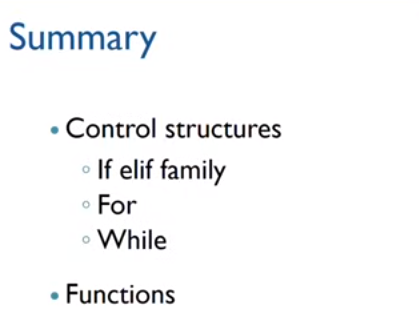 Summary
• Control structures
◦ If elif family
◦ For
◦ While
• Functions